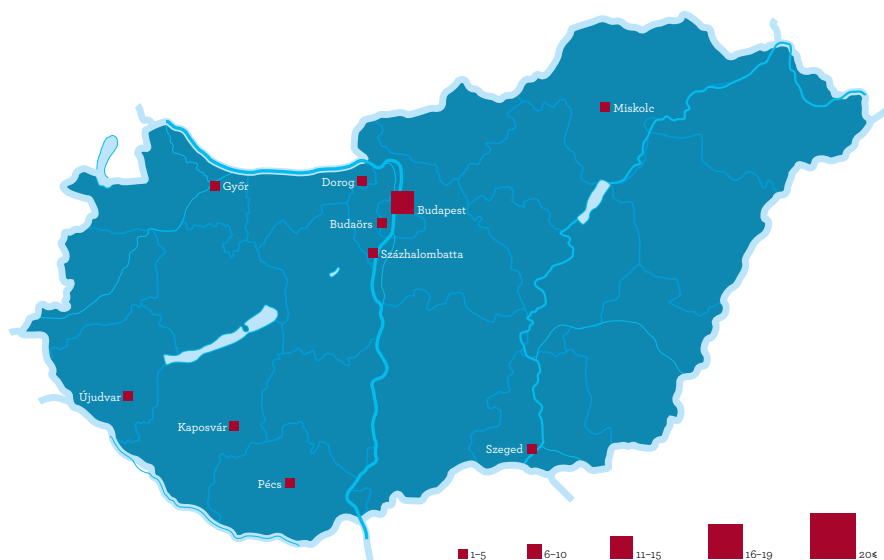 Miskolc
Győr
Dorog
Budapest
Budaörs
Százhalombatta
Újudvar
Kaposvár
Szeged
Pécs
1–5
6–10
11–15
16–19
20<